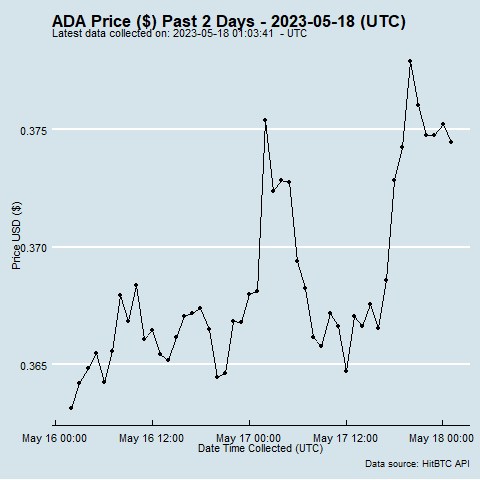 ADA Price ($) Past 2 Days - 2023-05-18 (UTC)
Latest data collected on: 2023-05-18 01:03:41 - UTC
0.375
0.370
0.365
Price USD ($)
May 16 00:00 May 16 12:00 May 17 00:00 May 17 12:00 May 18 00:00
Date Time Collected (UTC)
Data source: HitBTC API